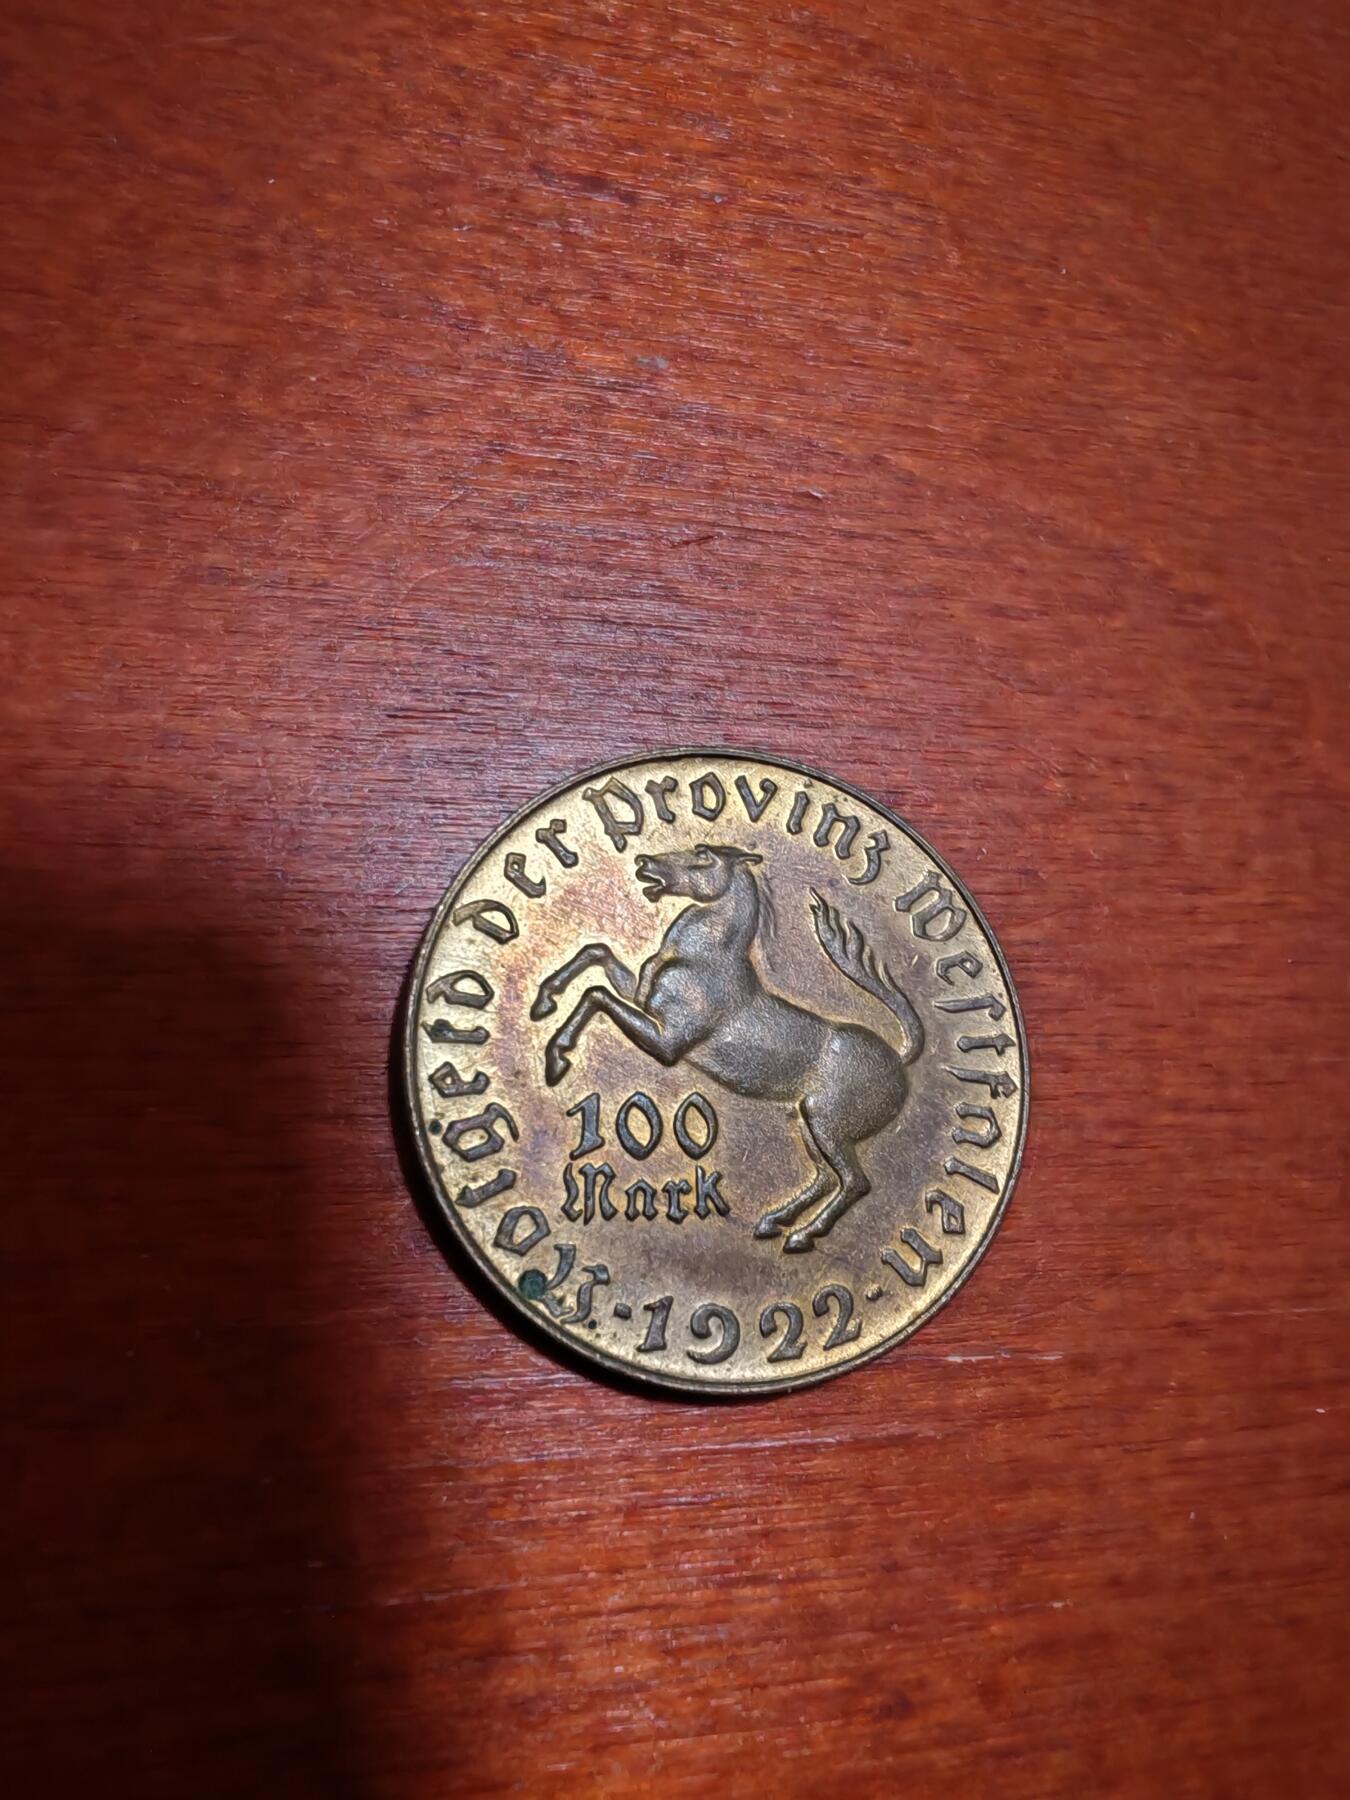 Notgeld der Provinz Westfalen
100
Mark
·1922·